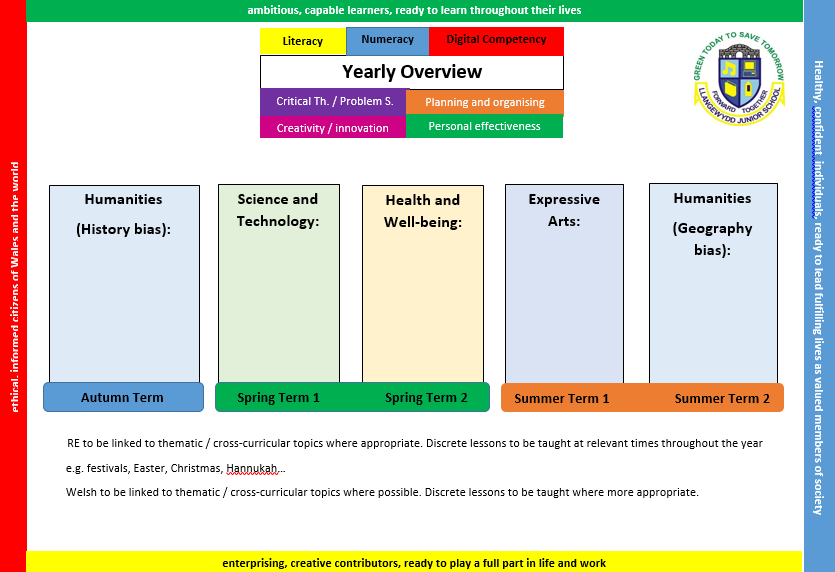 ambitious, capable learners, ready to learn throughout their lives
Literacy
Numeracy
Digital Competency
Yearly Overview
Critical Th. / Problem S.
Planning and organising
Creativity / innovation
Personal effectiveness
GREEN TODAY TO SAVE TOMORROW
FORWARD TOGETHER
LLANGEWYDD JUNIOR SCHOOL
ethical, informed citizens of Wales and the world
Healthy, confident individuals, ready to lead fulfilling lives as valued members of society
Humanities
(History bias):
Science and
Technology:
Health and
Well-being:
Expressive
Arts:
Humanities
(Geography
bias):
Autumn Term
Spring Term 1
Spring Term 2
Summer Term 1
Summer Term 2
RE to be linked to thematic / cross-curricular topics where appropriate. Discrete lessons to be taught at relevant times throughout the year
e.g. festivals, Easter, Christmas, Hannukah...
Welsh to be linked to thematic / cross-curricular topics where possible. Discrete lessons to be taught where more appropriate.
enterprising, creative contributors, ready to play a full part in life and work